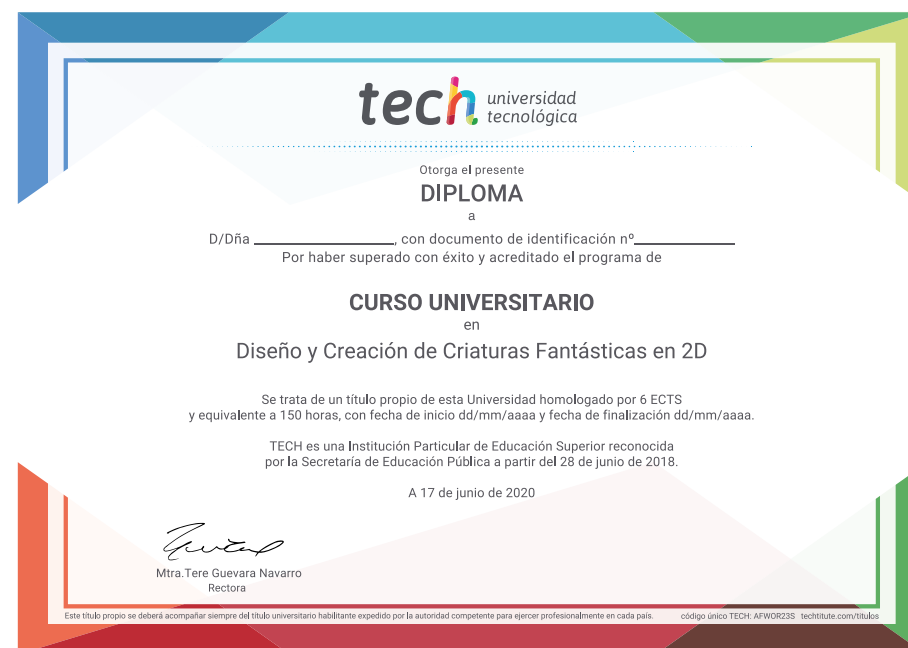 tech universidad
tecnológica
Otorga el presente
DIPLOMA
a
D/Dña ____________________, con documento de identificación nº______________
Por haber superado con éxito y acreditado el programa de
CURSO UNIVERSITARIO
en
Diseño y Creación de Criaturas Fantásticas en 2D
Se trata de un título propio de esta Universidad homologado por 6 ECTS
y equivalente a 150 horas, con fecha de inicio dd/mm/aaaa y fecha de finalización dd/mm/aaaa.
TECH es una Institución Particular de Educación Superior reconocida
por la Secretaría de Educación Pública a partir del 28 de junio de 2018.
A 17 de junio de 2020
Mtra.Tere Guevara Navarro
Rectora
Este título propio se deberá acompañar siempre del título universitario habilitante expedido por la autoridad competente para ejercer profesionalmente en cada país. código único TECH: AFWOR23S techtitute.com/titulos